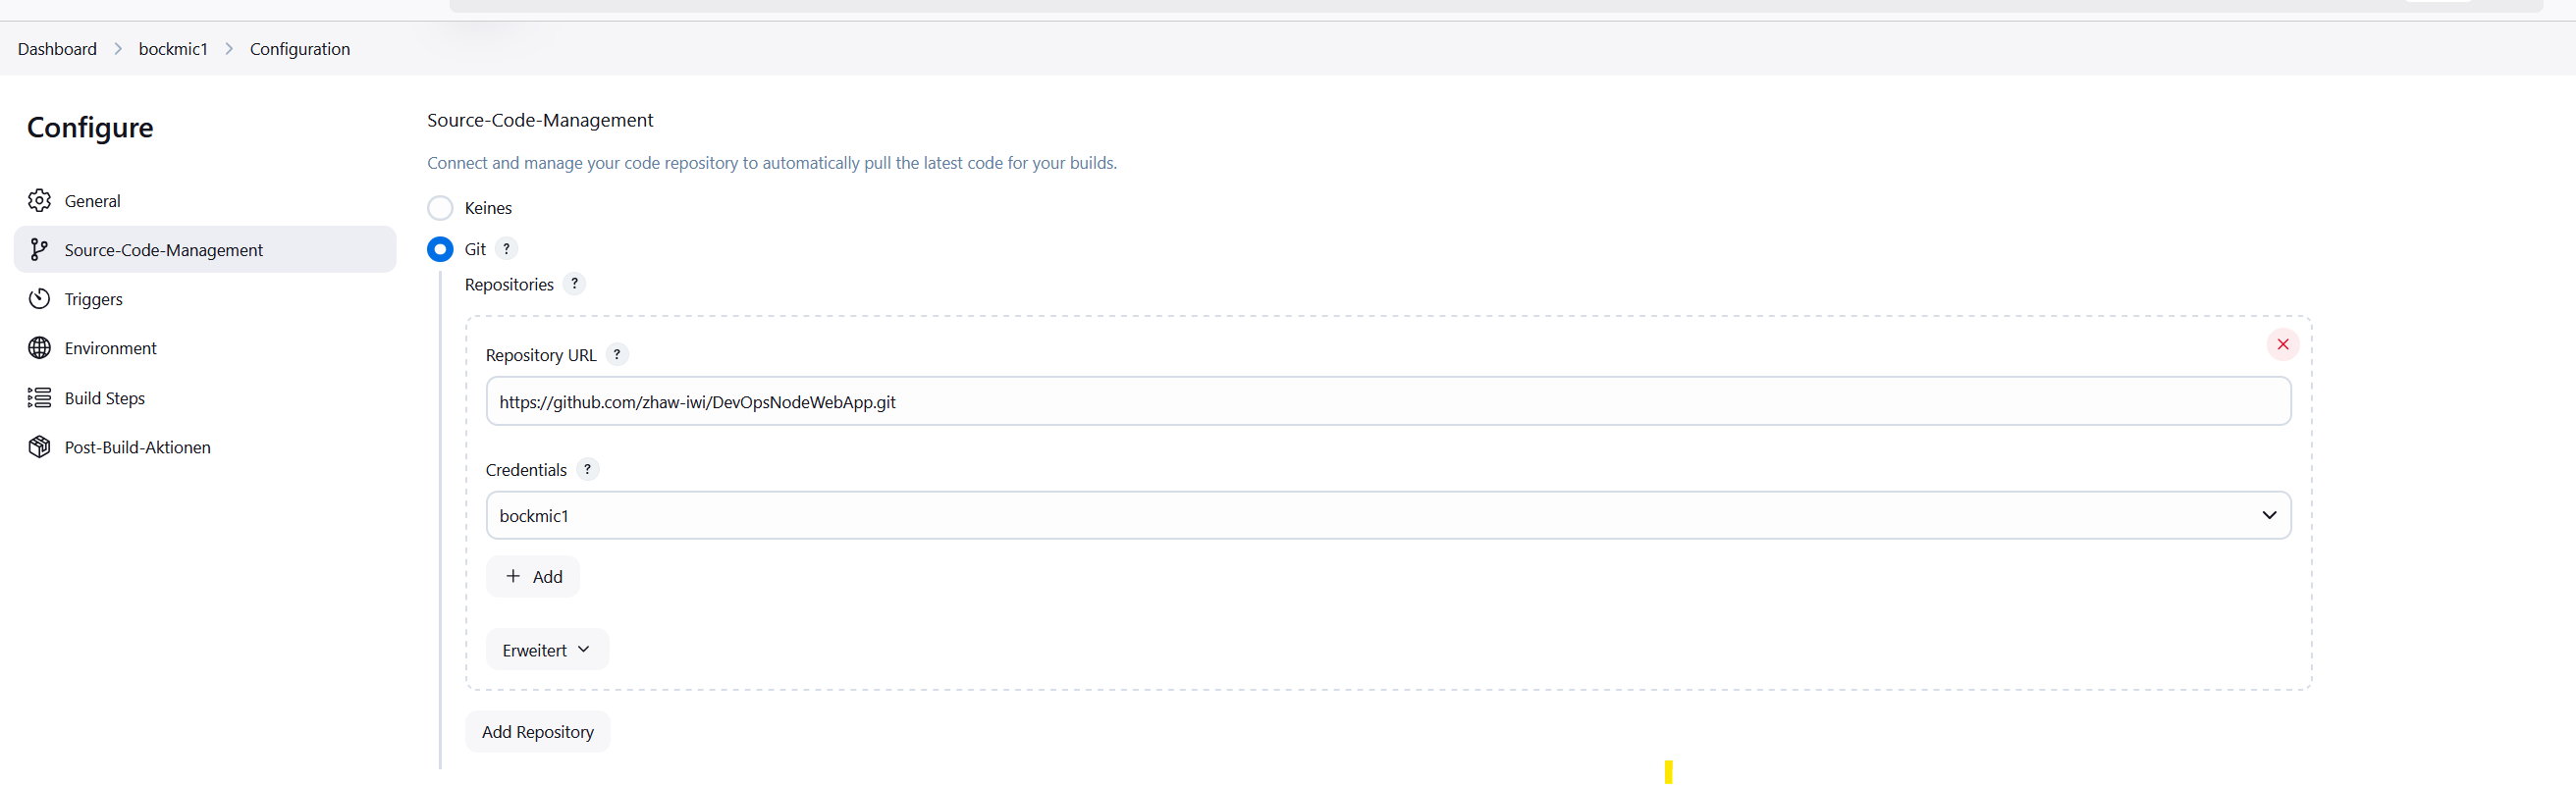 Dashboard > bockmic1 > Configuration
Configure
General
Source-Code-Management
Triggers
Environment
Build Steps
Post-Build-Aktionen
Source-Code-Management
Connect and manage your code repository to automatically pull the latest code for your builds.
Keines
Git ?
Repositories ?
Repository URL ?
https://github.com/zhaw-iwi/DevOpsNodeWebApp.git
Credentials ?
bockmic1
+ Add
Erweitert
Add Repository